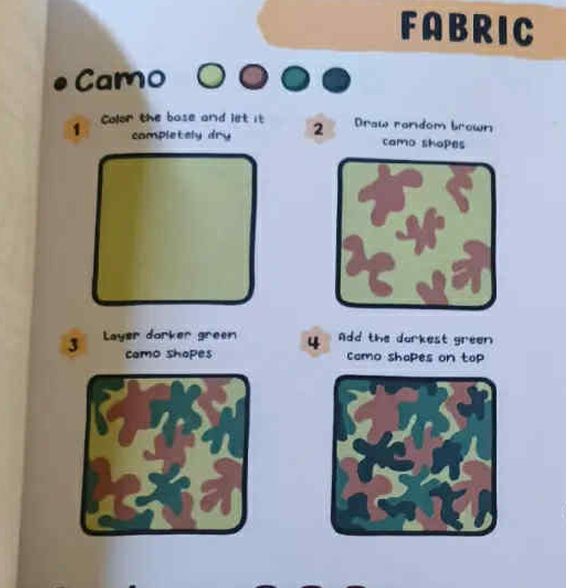 FABRIC
• Camo
1 Color the base and let it
completely dry
2 Draw random brown
camo shapes
3 Layer darker green
camo shapes
4 Add the darkest green
camo shapes on top